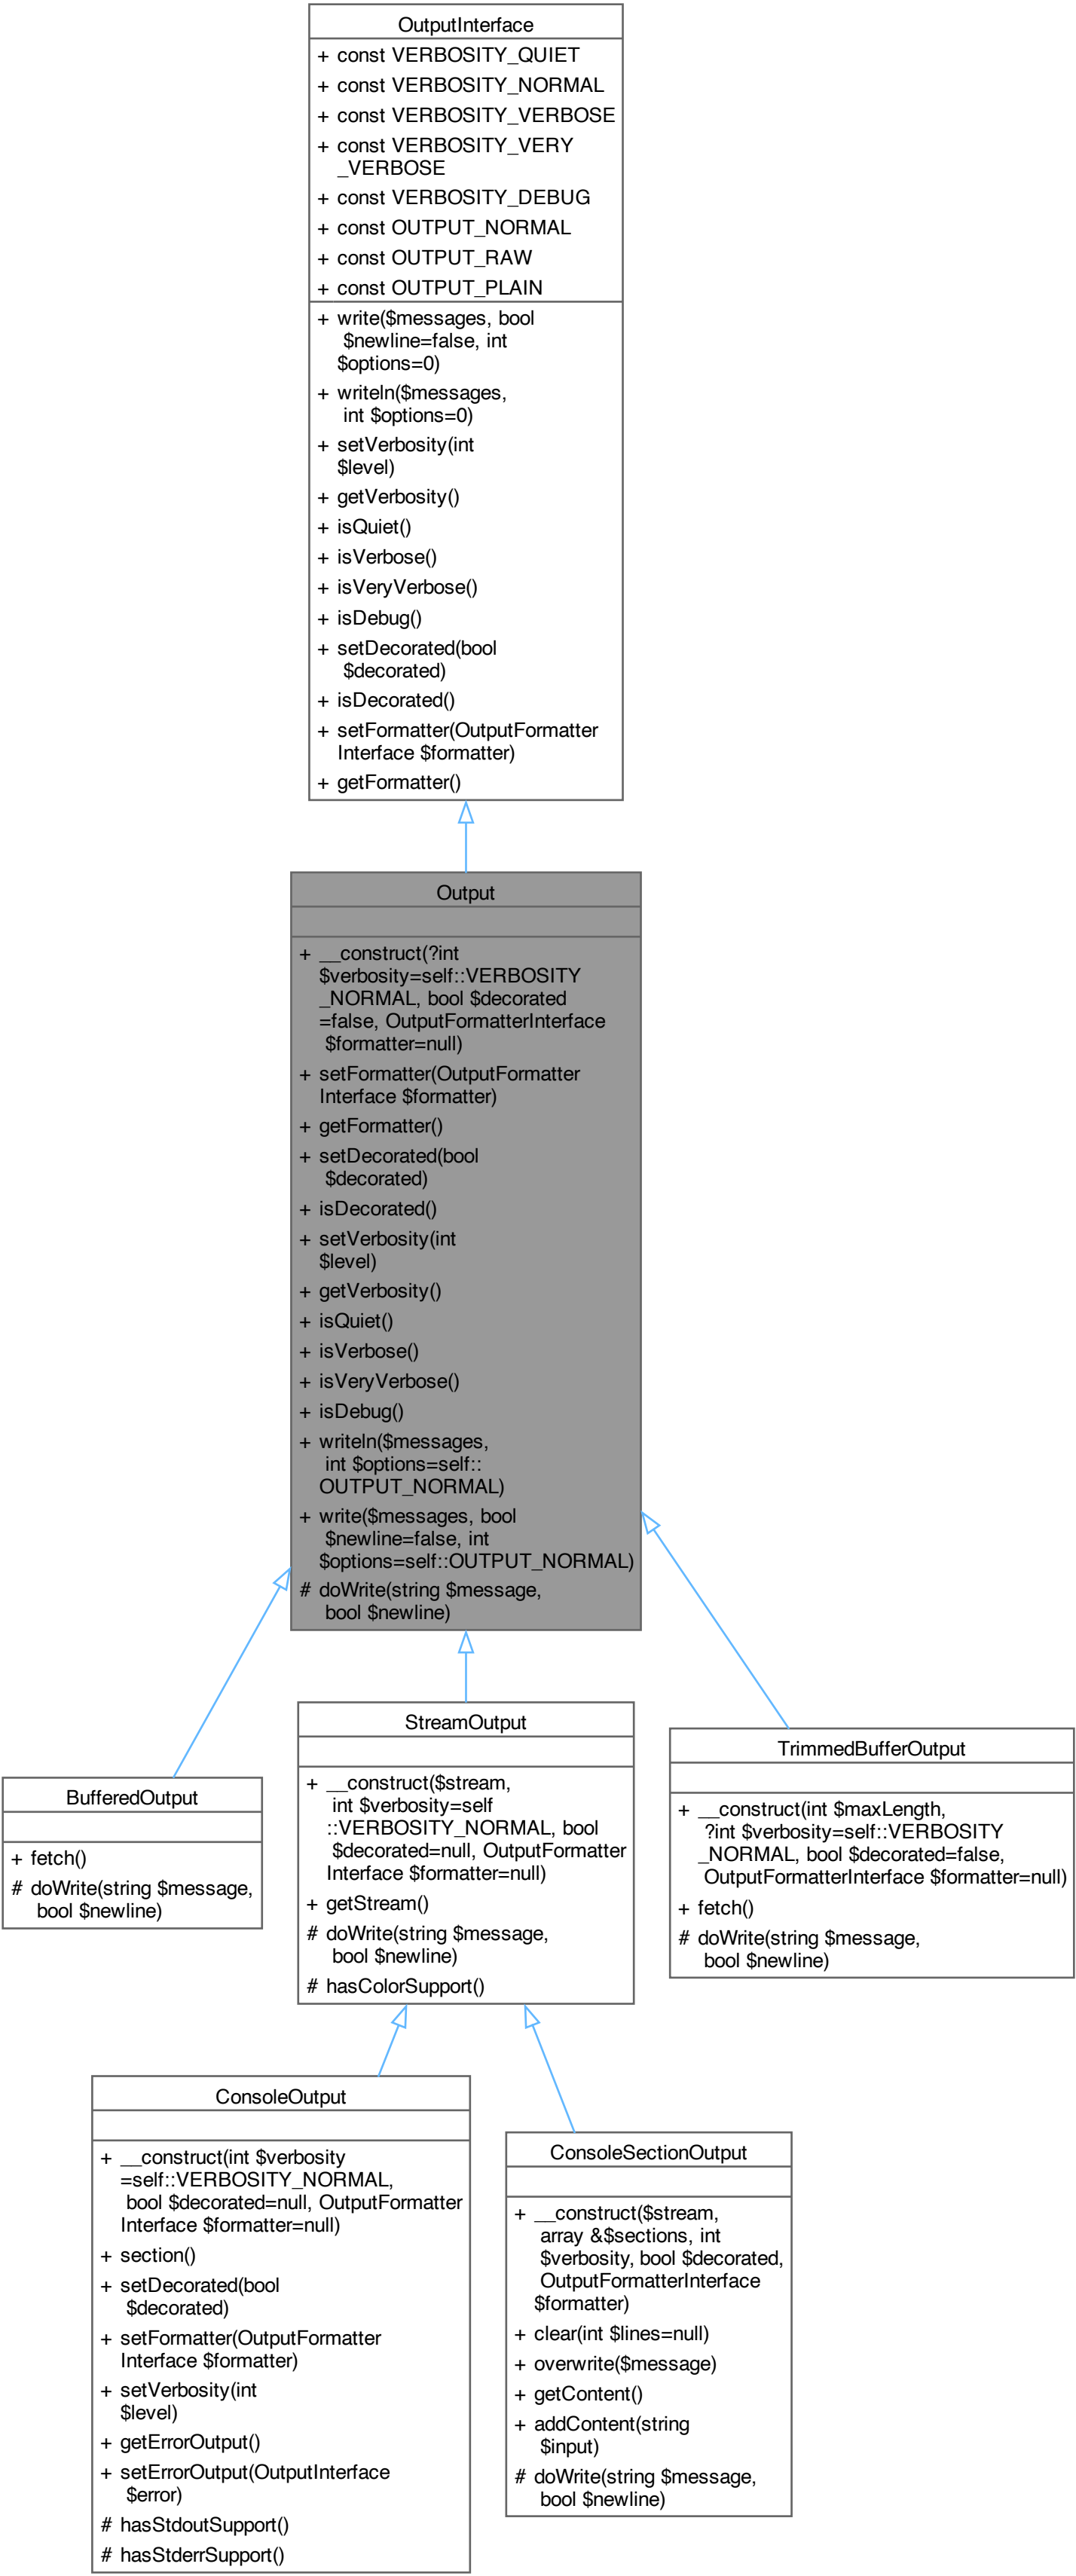 OutputInterface
+ const VERBOSITY_QUIET
+ const VERBOSITY_NORMAL
+ const VERBOSITY_VERBOSE
+ const VERBOSITY_VERY
_VERBOSE
+ const VERBOSITY_DEBUG
+ const OUTPUT_NORMAL
+ const OUTPUT_RAW
+ const OUTPUT_PLAIN
+ write($messages, bool
$newline=false, int
$options=0)
+ writeln($messages,
int $options=0)
+ setVerbosity(int
$level)
+ getVerbosity()
+ isQuiet()
+ isVerbose()
+ isVeryVerbose()
+ isDebug()
+ setDecorated(bool
$decorated)
+ isDecorated()
+ setFormatter(OutputFormatter
Interface $formatter)
+ getFormatter()
Output
+ __construct(?int
$verbosity=self::VERBOSITY
_NORMAL, bool $decorated
=false, OutputFormatterInterface
$formatter=null)
+ setFormatter(OutputFormatter
Interface $formatter)
+ getFormatter()
+ setDecorated(bool
$decorated)
+ isDecorated()
+ setVerbosity(int
$level)
+ getVerbosity()
+ isQuiet()
+ isVerbose()
+ isVeryVerbose()
+ isDebug()
+ writeln($messages,
int $options=self::
OUTPUT_NORMAL)
+ write($messages, bool
$newline=false, int
$options=self::OUTPUT_NORMAL)
# doWrite(string $message,
bool $newline)
BufferedOutput
+ fetch()
# doWrite(string $message,
bool $newline)
StreamOutput
+ __construct($stream,
int $verbosity=self
::VERBOSITY_NORMAL, bool
$decorated=null, OutputFormatter
Interface $formatter=null)
+ getStream()
# doWrite(string $message,
bool $newline)
# hasColorSupport()
TrimmedBufferOutput
+ __construct(int $maxLength,
?int $verbosity=self::VERBOSITY
_NORMAL, bool $decorated=false,
OutputFormatterInterface $formatter=null)
+ fetch()
# doWrite(string $message,
bool $newline)
ConsoleOutput
+ __construct(int $verbosity
=self::VERBOSITY_NORMAL,
bool $decorated=null, OutputFormatter
Interface $formatter=null)
+ section()
+ setDecorated(bool
$decorated)
+ setFormatter(OutputFormatter
Interface $formatter)
+ setVerbosity(int
$level)
+ getErrorOutput()
+ setErrorOutput(OutputInterface
$error)
# hasStdoutSupport()
# hasStderrSupport()
ConsoleSectionOutput
+ __construct($stream,
array &$sections, int
$verbosity, bool $decorated,
OutputFormatterInterface
$formatter)
+ clear(int $lines=null)
+ overwrite($message)
+ getContent()
+ addContent(string
$input)
# doWrite(string $message,
bool $newline)